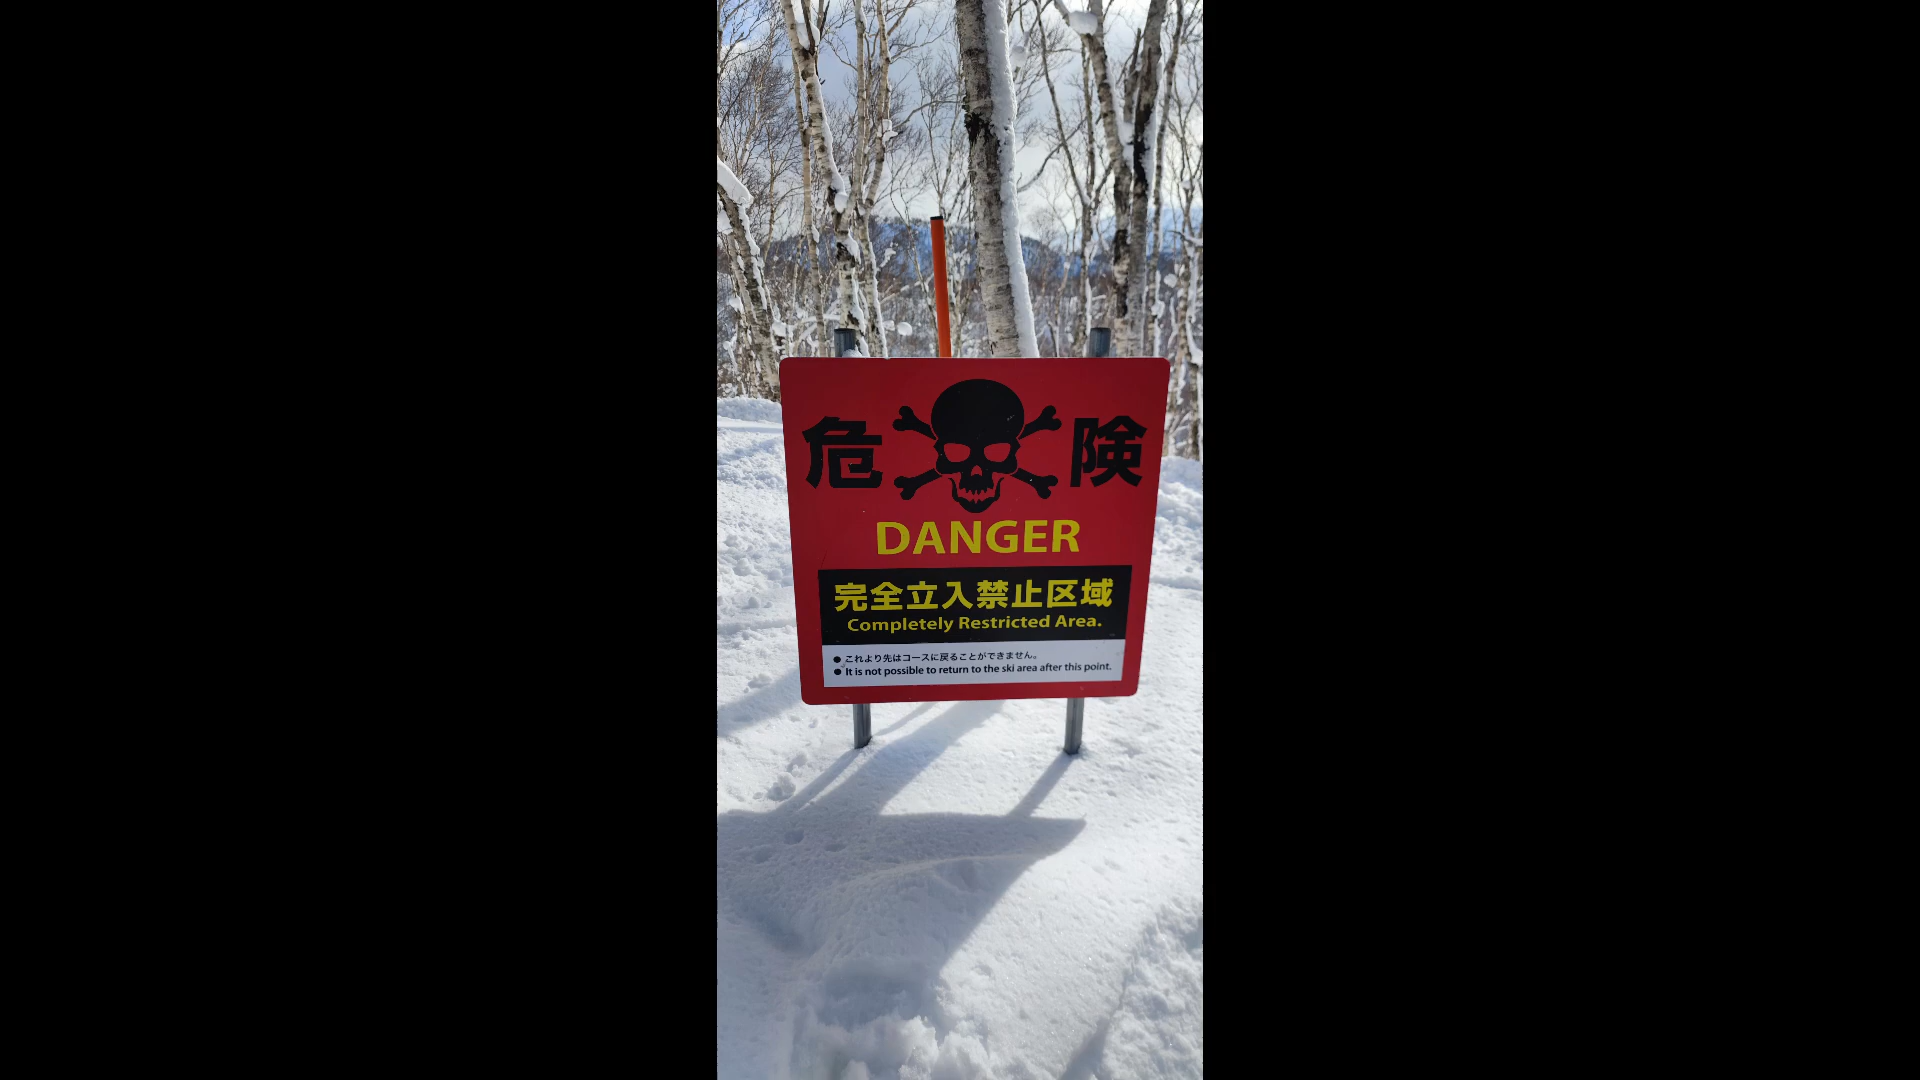 危 険
DANGER
完全立入禁止区域
Completely Restricted Area.
● これより先はコースに戻ることができません。
● It is not possible to return to the ski area after this point.